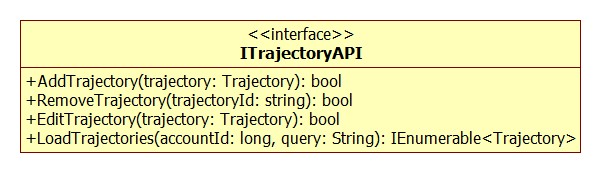 <<interface>>
ITrajectoryAPI
+AddTrajectory(trajectory: Trajectory): bool
+RemoveTrajectory(trajectoryId: string): bool
+EditTrajectory(trajectory: Trajectory): bool
+LoadTrajectories(accountId: long, query: String): IEnumerable<Trajectory>